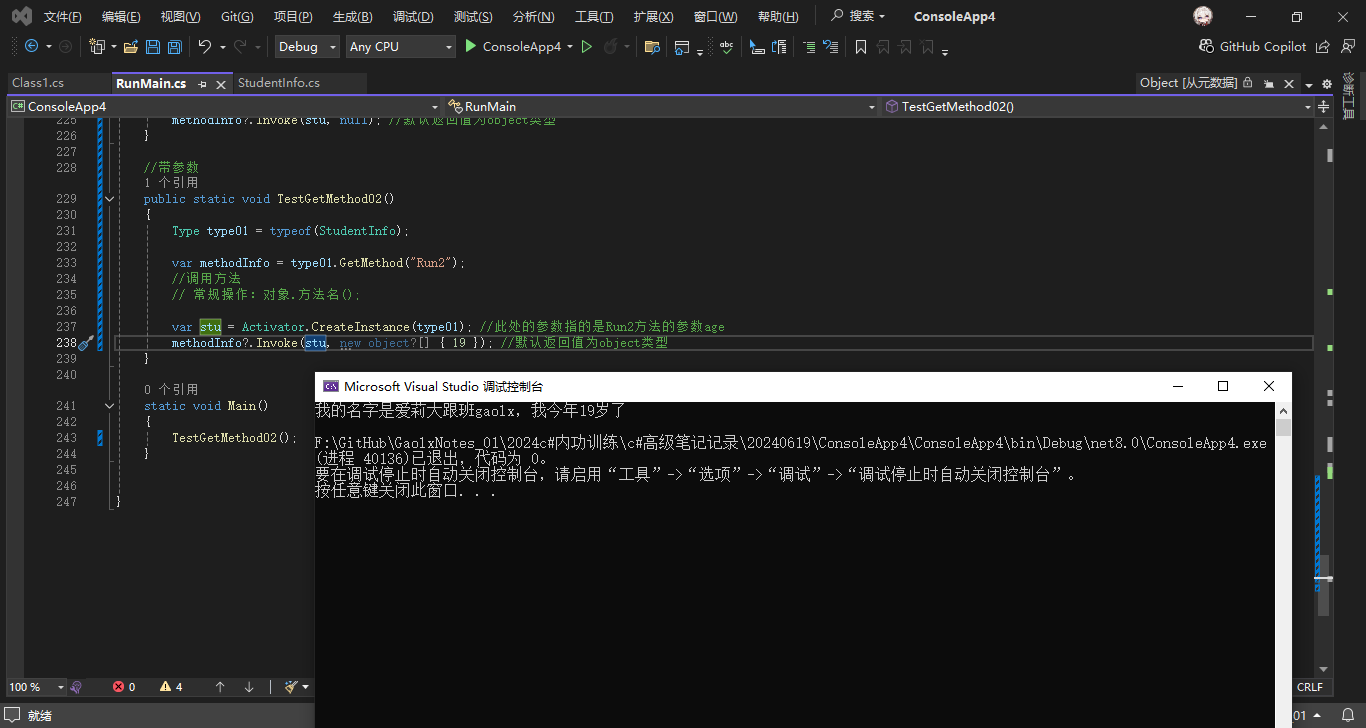 文件(F) 编辑(E) 视图(V) Git(G) 项目(P) 生成(B) 调试(D) 测试(S) 分析(N) 工具(T) 扩展(X) 窗口(W) 帮助(H) 搜索 ConsoleApp4
Debug Any CPU ConsoleApp4 GitHub Copilot
Class1.cs RunMain.cs StudentInfo.cs Object [从元数据]
诊断工具
C# ConsoleApp4 RunMain TestGetMethod02()
225 methodInfo?.Invoke(stu, null); //默认返回值为object类型
226 }
227
228 //带参数
1 个引用
229 public static void TestGetMethod02()
230 {
231 Type type01 = typeof(StudentInfo);
232
233 var methodInfo = type01.GetMethod("Run2");
234 //调用方法
235 // 常规操作: 对象.方法名();
236
237 var stu = Activator.CreateInstance(type01); //此处的参数指的是Run2方法的参数age
238 methodInfo?.Invoke(stu, new object?[] { 19 }); //默认返回值为object类型
239 }
240
0 个引用
241 static void Main()
242 {
243 TestGetMethod02();
244 }
245
246
247 }
C:\ Microsoft Visual Studio 调试控制台
我的名字是爱莉大跟班gaolx, 我今年19岁了
F:\GitHub\GaolxNotes_01\2024c#内功训练\c#高级笔记记录\20240619\ConsoleApp4\ConsoleApp4\bin\Debug\net8.0\ConsoleApp4.exe
(进程 40136)已退出，代码为 0。
要在调试停止时自动关闭控制台，请启用“工具”->“选项”->“调试”->“调试停止时自动关闭控制台”。
按任意键关闭此窗口. . .
100 % 0 4 CRLF
就绪 01